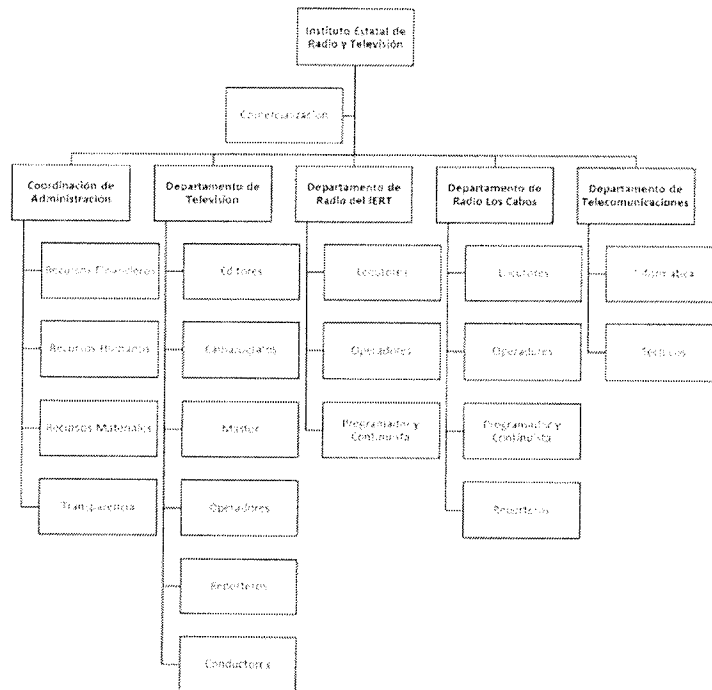 Instituto Estatal de
Radio y Televisión
Comercialización
Coordinación de
Administración
Recursos Financieros
Recursos Humanos
Recursos Materiales
Transparencia
Departamento de
Television
Editores
Camarógrafos
Master
Operadores
Reporteros
Conductores
Departamento de
Radio del IERT
Locutores
Operadores
Programador y
Continuista
Departamento de
Radio Los Cabos
Locutores
Operadores
Programador y
Continuista
Reporteros
Departamento de
Telecomunicaciones
Informatica
Técnicos